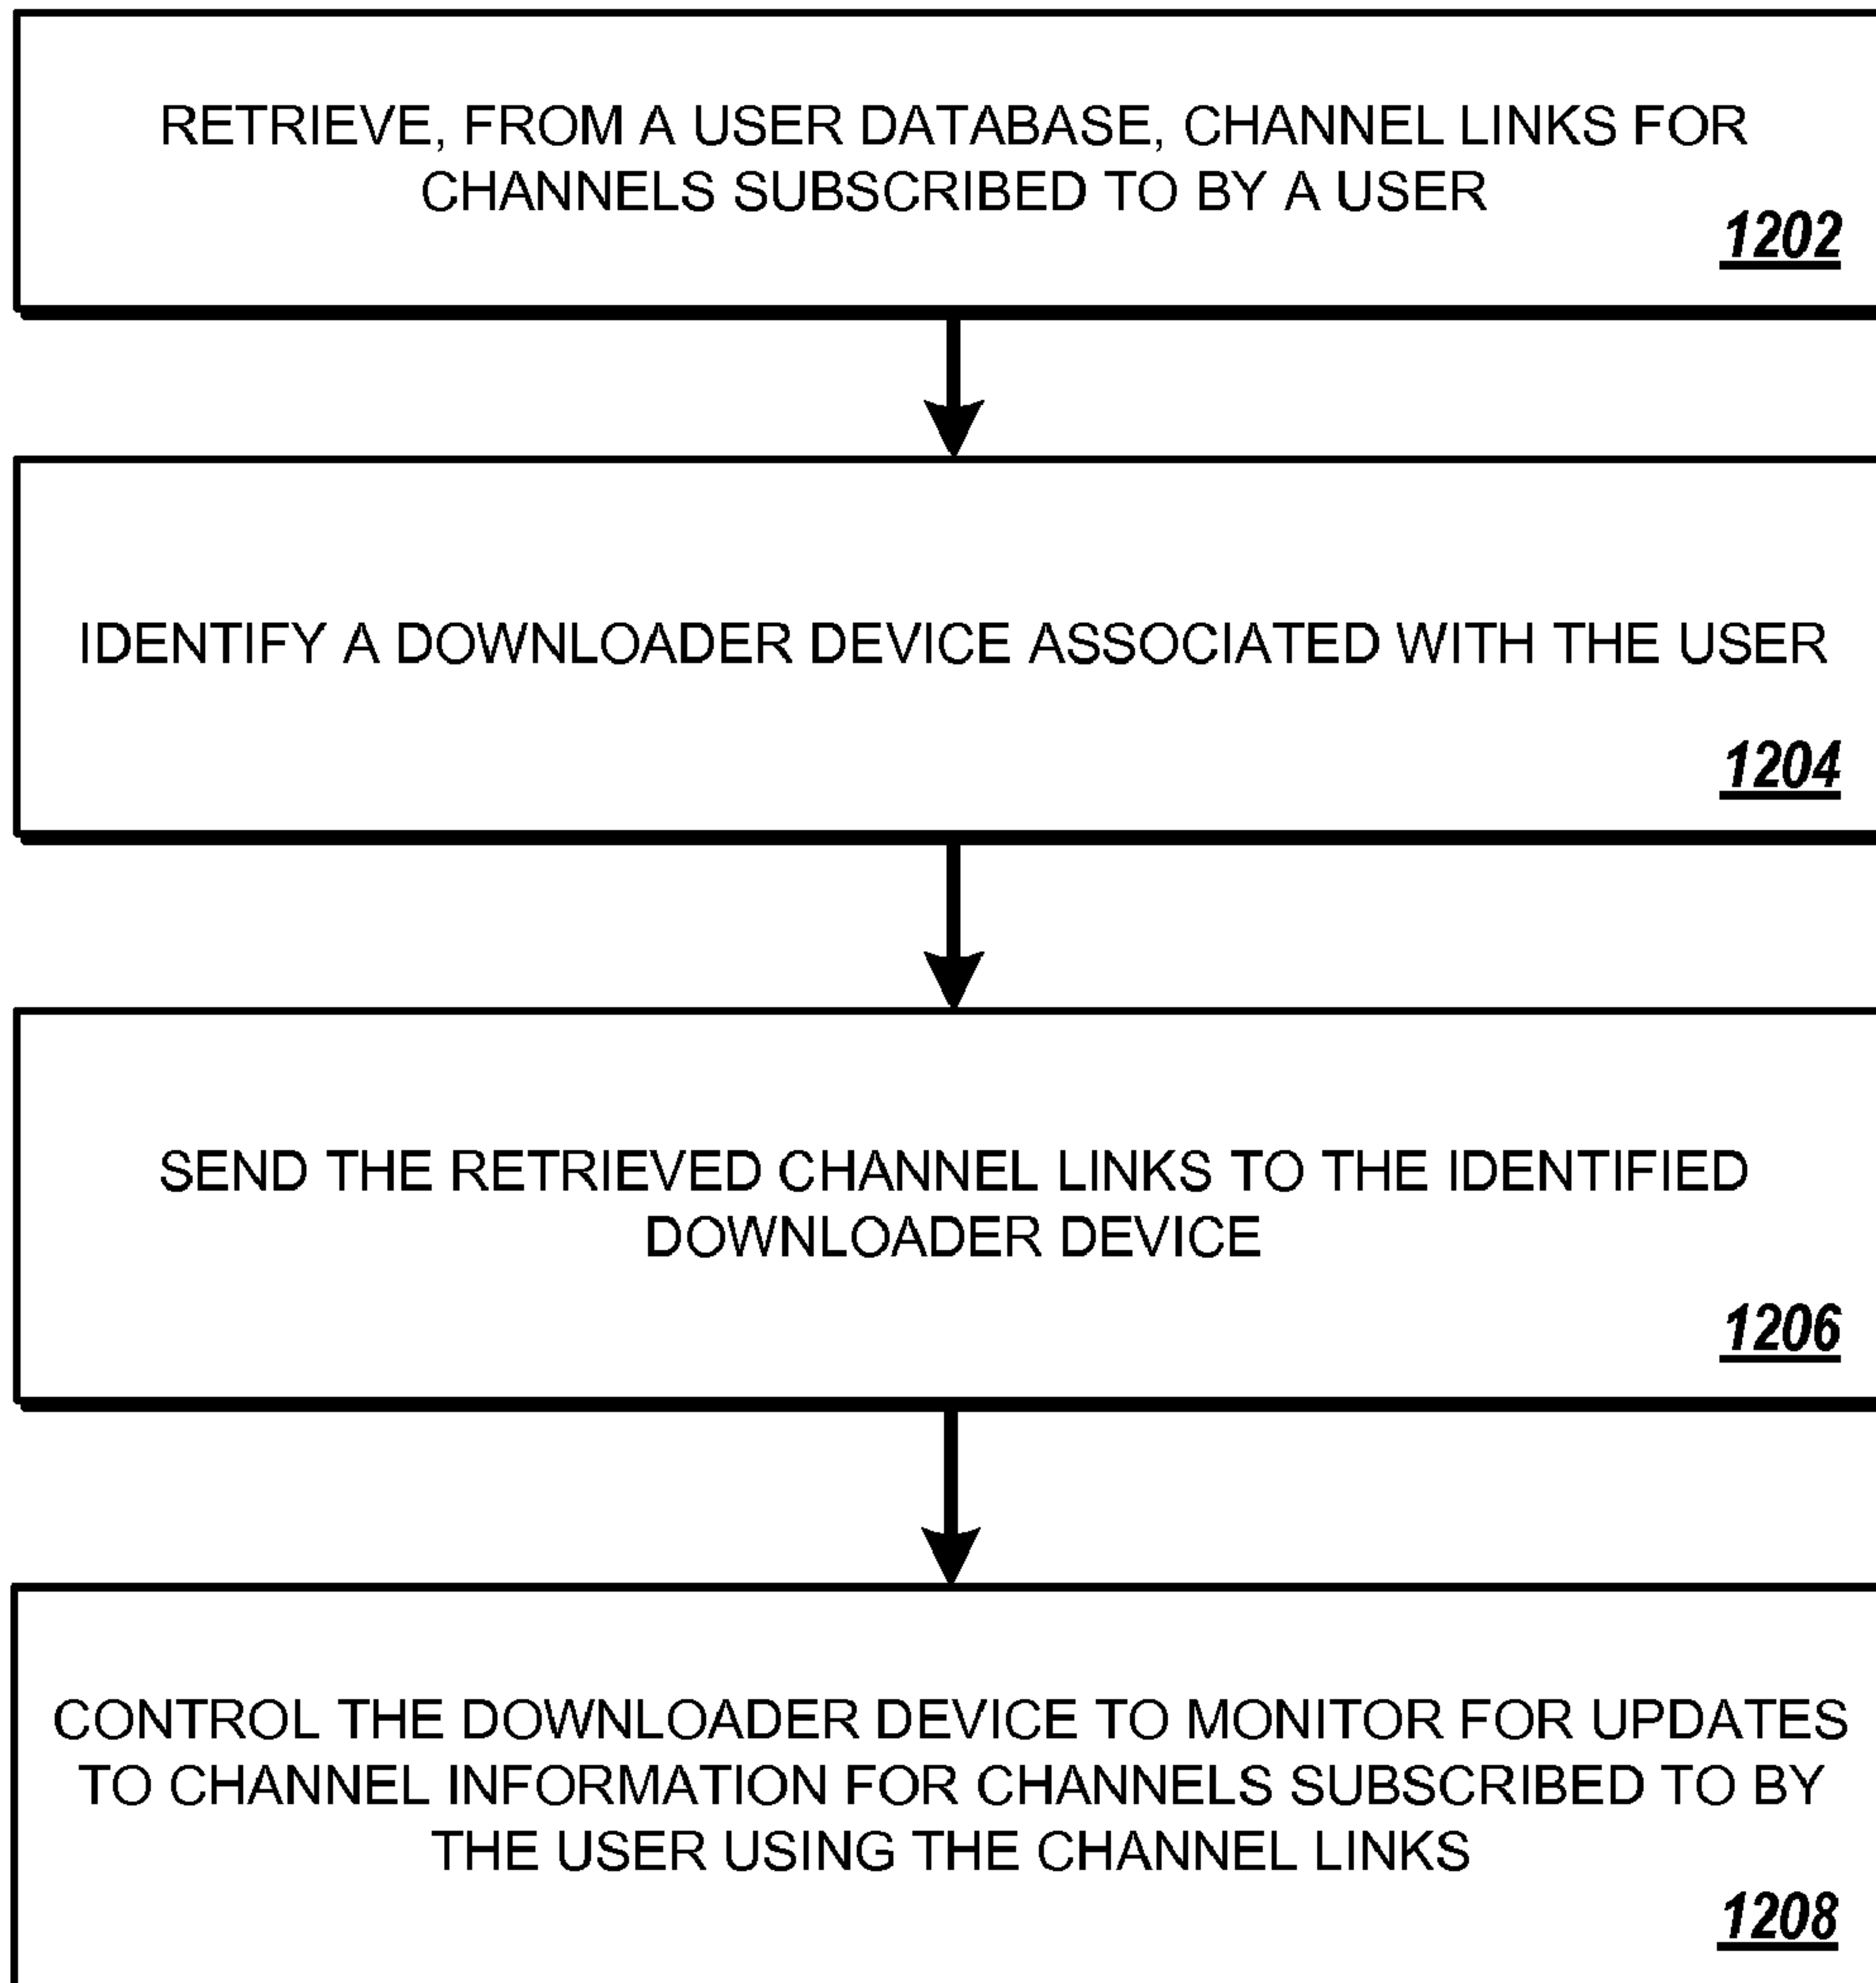 RETRIEVE, FROM A USER DATABASE, CHANNEL LINKS FOR
CHANNELS SUBSCRIBED TO BY A USER
1202
IDENTIFY A DOWNLOADER DEVICE ASSOCIATED WITH THE USER
1204
SEND THE RETRIEVED CHANNEL LINKS TO THE IDENTIFIED
DOWNLOADER DEVICE
1206
CONTROL THE DOWNLOADER DEVICE TO MONITOR FOR UPDATES
TO CHANNEL INFORMATION FOR CHANNELS SUBSCRIBED TO BY
THE USER USING THE CHANNEL LINKS
1208